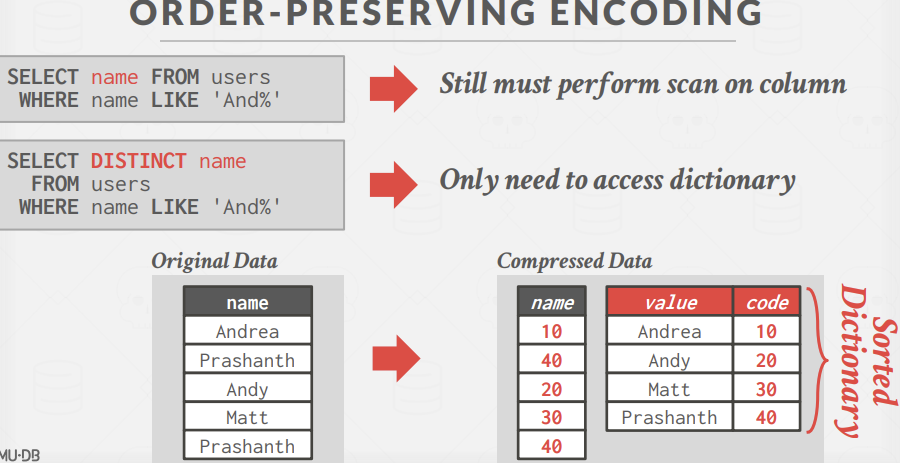 ORDER-PRESERVING ENCODING
SELECT name FROM users
WHERE name LIKE 'And%'
Still must perform scan on column
SELECT DISTINCT name
FROM users
WHERE name LIKE 'And%'
Only need to access dictionary
Original Data
name
Andrea
Prashanth
Andy
Matt
Prashanth
Compressed Data
name
10
40
20
30
40
value code
Andrea 10
Andy 20
Matt 30
Prashanth 40
Sorted
Dictionary
MU·DB